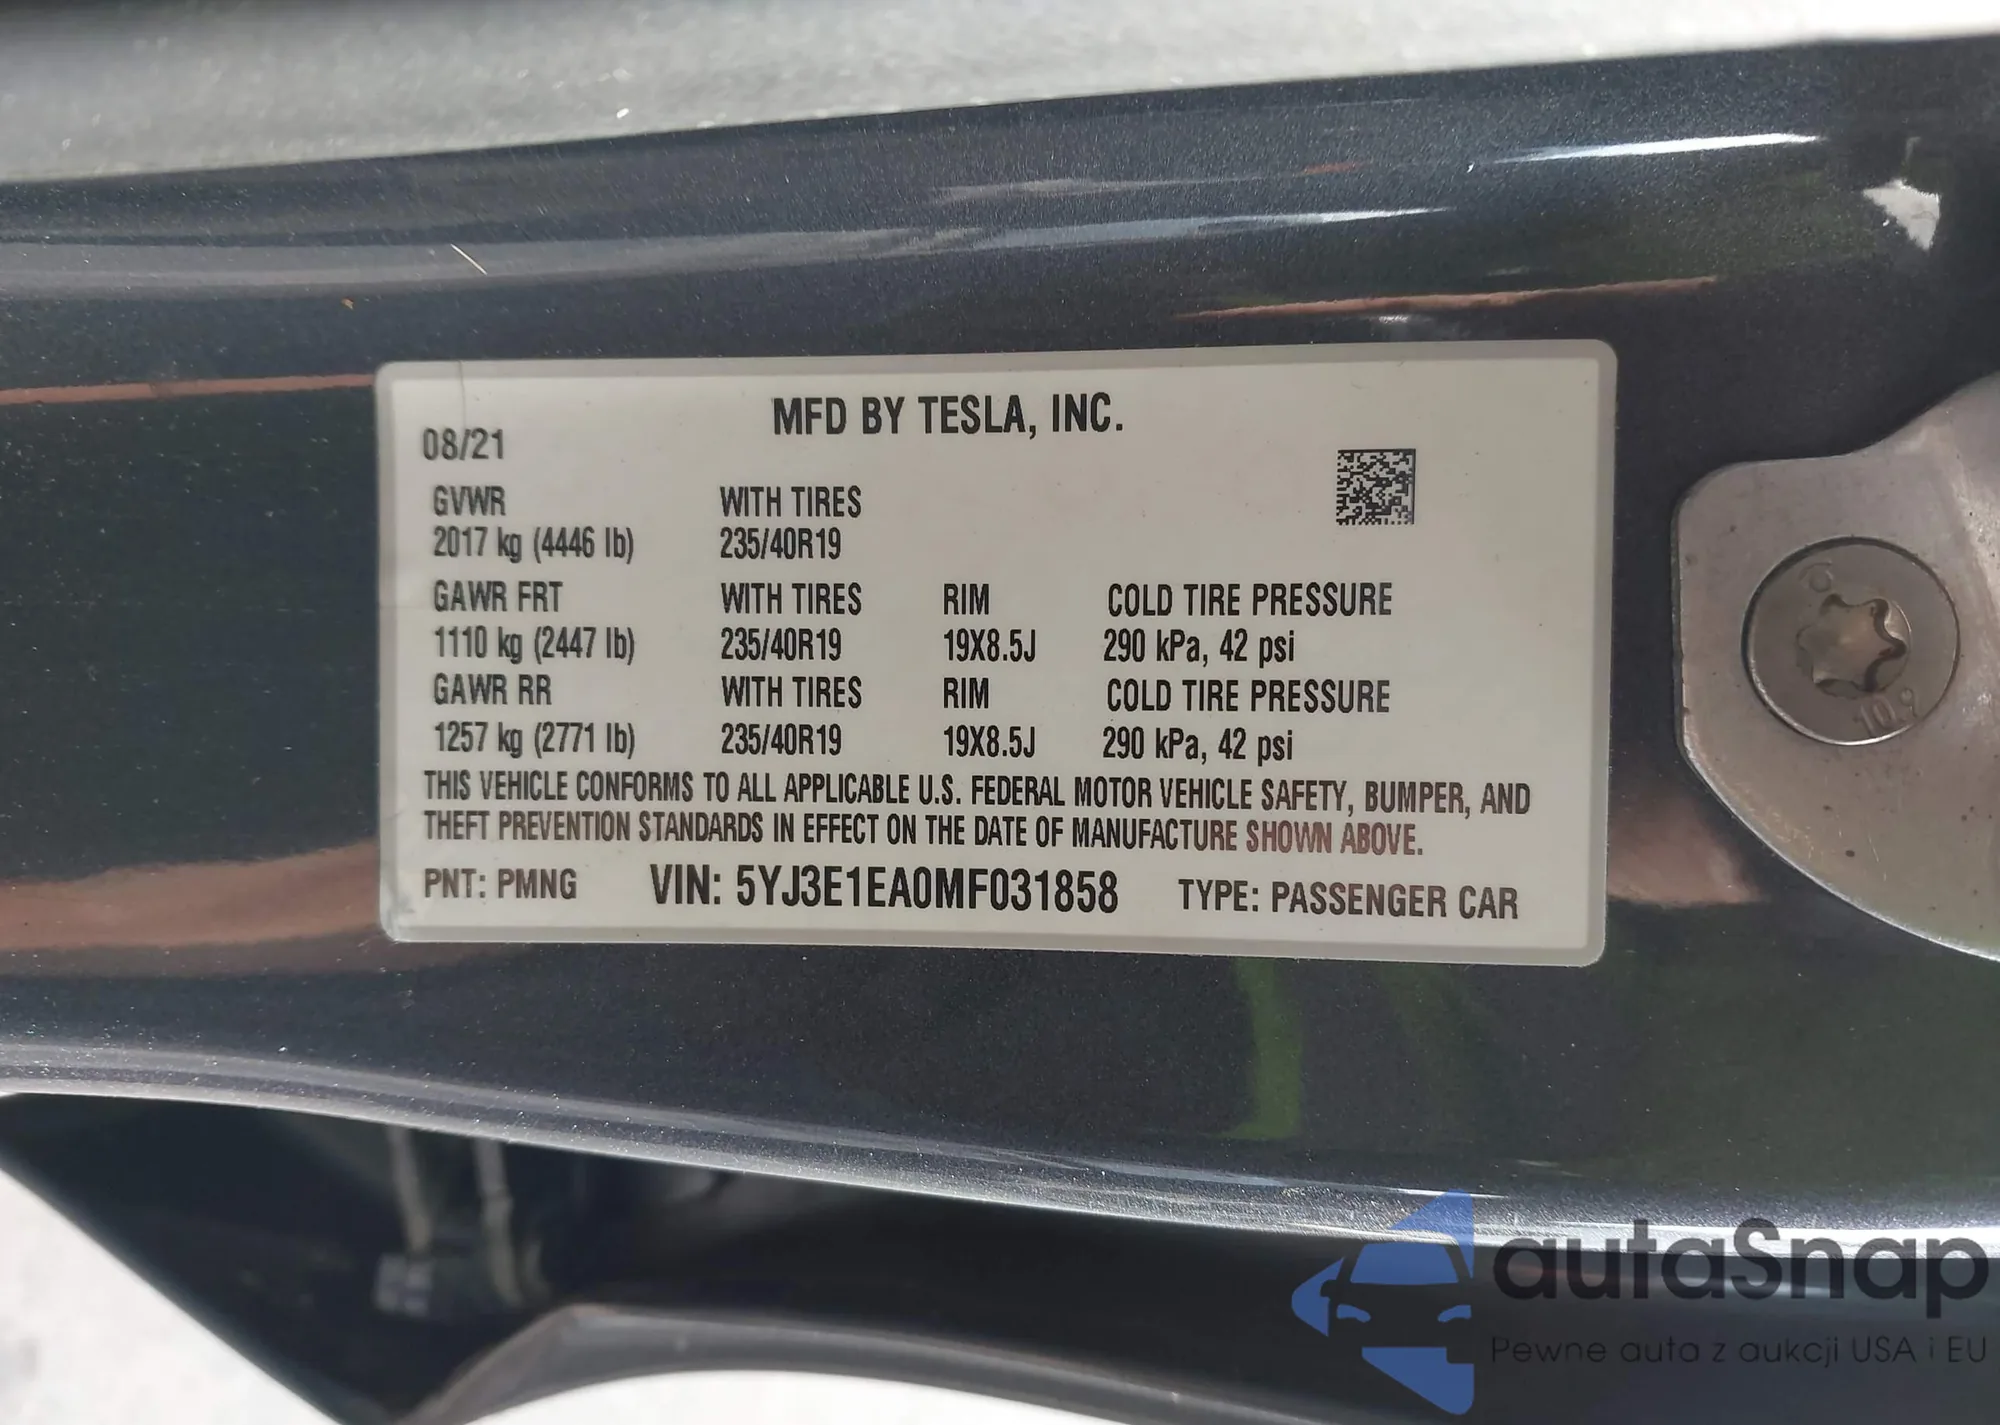 MFD BY TESLA, INC.
08/21
GVWR WITH TIRES
2017 kg (4446 lb) 235/40R19
GAWR FRT WITH TIRES RIM COLD TIRE PRESSURE
1110 kg (2447 lb) 235/40R19 19X8.5J 290 kPa, 42 psi
GAWR RR WITH TIRES RIM COLD TIRE PRESSURE
1257 kg (2771 lb) 235/40R19 19X8.5J 290 kPa, 42 psi
THIS VEHICLE CONFORMS TO ALL APPLICABLE U.S. FEDERAL MOTOR VEHICLE SAFETY, BUMPER, AND
THEFT PREVENTION STANDARDS IN EFFECT ON THE DATE OF MANUFACTURE SHOWN ABOVE.
PNT: PMNG VIN: 5YJ3E1EA0MF031858 TYPE: PASSENGER CAR
10.9
autaSnap
Pewne auta z aukcji USA i EU